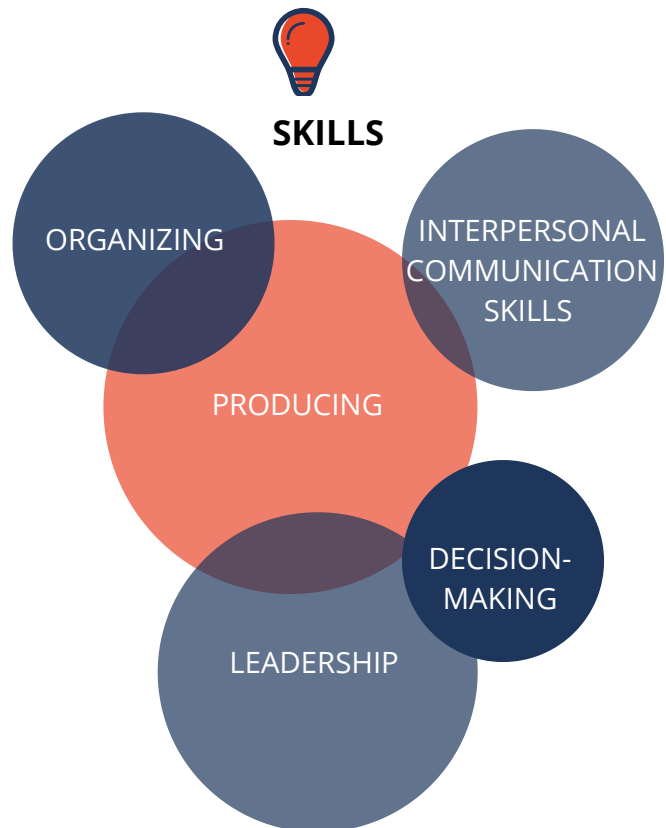 SKILLS
ORGANIZING
INTERPERSONAL
COMMUNICATION
SKILLS
PRODUCING
DECISION-
MAKING
LEADERSHIP